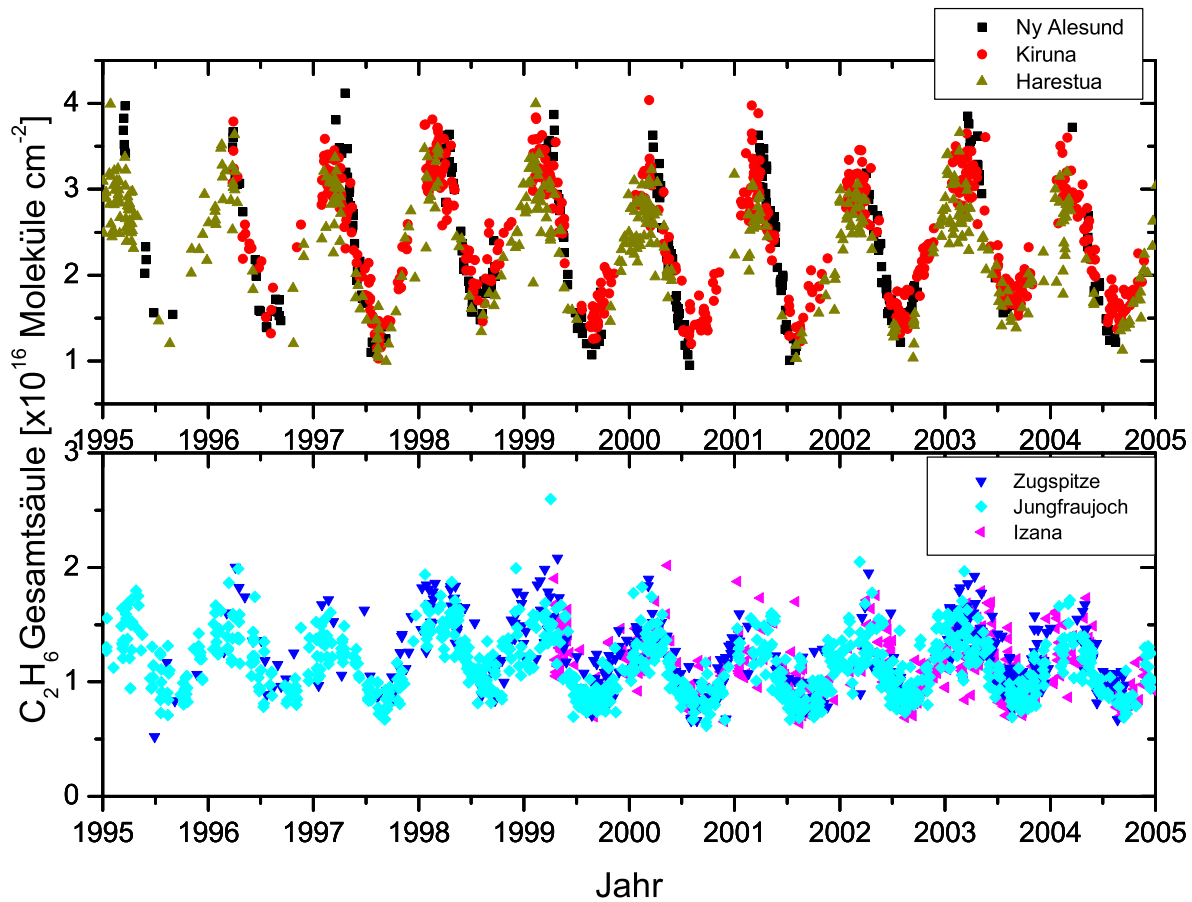 Ny Alesund
Kiruna
Harestua
4
3
2
1
1995 1996 1997 1998 1999 2000 2001 2002 2003 2004 2005
C2H6 Gesamtsäule [x10^16 Moleküle cm^-2]
Zugspitze
Jungfraujoch
Izana
3
2
1
0
1995 1996 1997 1998 1999 2000 2001 2002 2003 2004 2005
Jahr